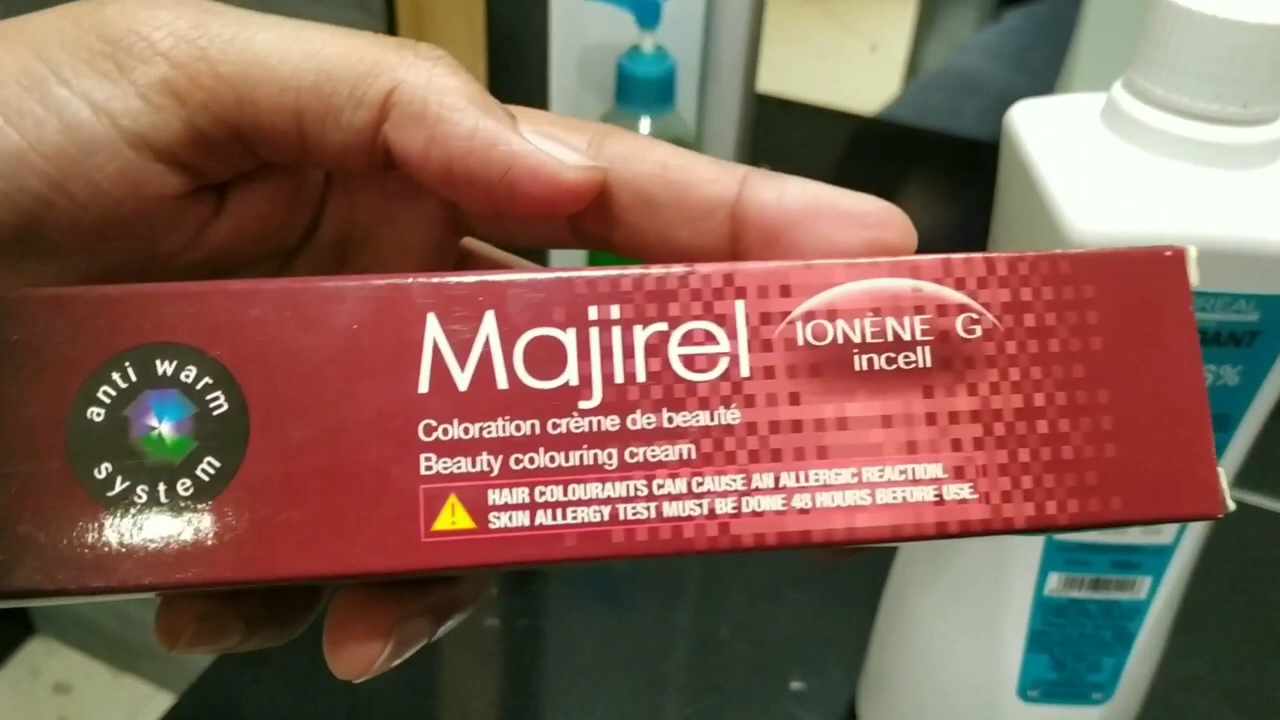 anti warm
system
Majirel
IONÈNE G
incell
Coloration crème de beauté
Beauty colouring cream
HAIR COLOURANTS CAN CAUSE AN ALLERGIC REACTION.
SKIN ALLERGY TEST MUST BE DONE 48 HOURS BEFORE USE.